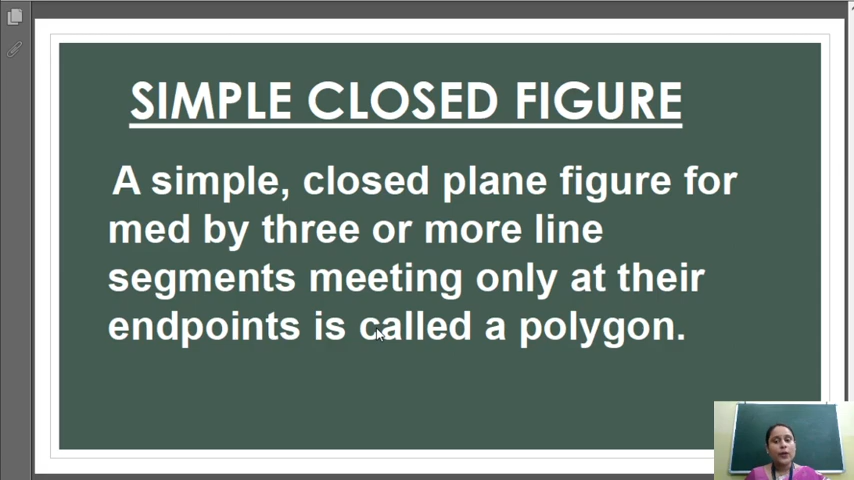 SIMPLE CLOSED FIGURE
A simple, closed plane figure for
med by three or more line
segments meeting only at their
endpoints is called a polygon.